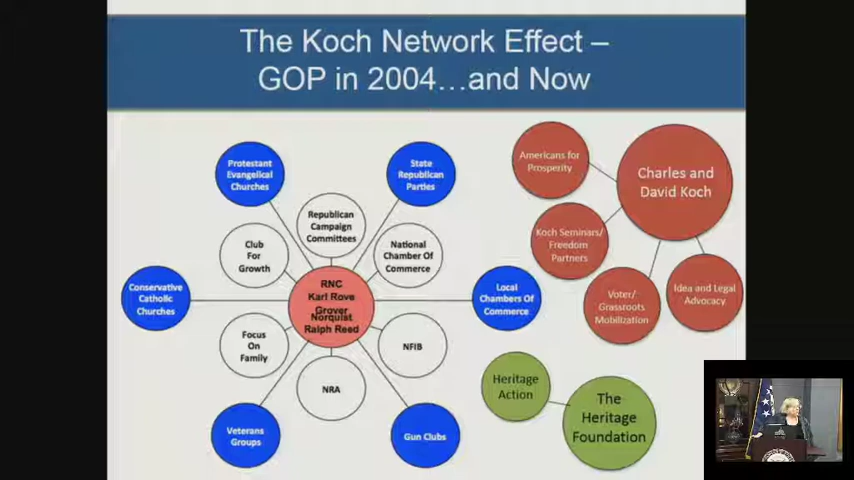 The Koch Network Effect –
GOP in 2004...and Now
Protestant
Evangelical
Churches
State
Republican
Parties
Republican
Campaign
Committees
Club
For
Growth
National
Chamber Of
Commerce
Conservative
Catholic
Churches
RNC
Karl Rove
Grover
Norquist
Ralph Reed
Local
Chambers Of
Commerce
Focus
On
Family
NFIB
NRA
Veterans
Groups
Gun Clubs
Americans for
Prosperity
Charles and
David Koch
Koch Seminars/
Freedom
Partners
Voter/
Grassroots
Mobilization
Idea and Legal
Advocacy
Heritage
Action
The
Heritage
Foundation